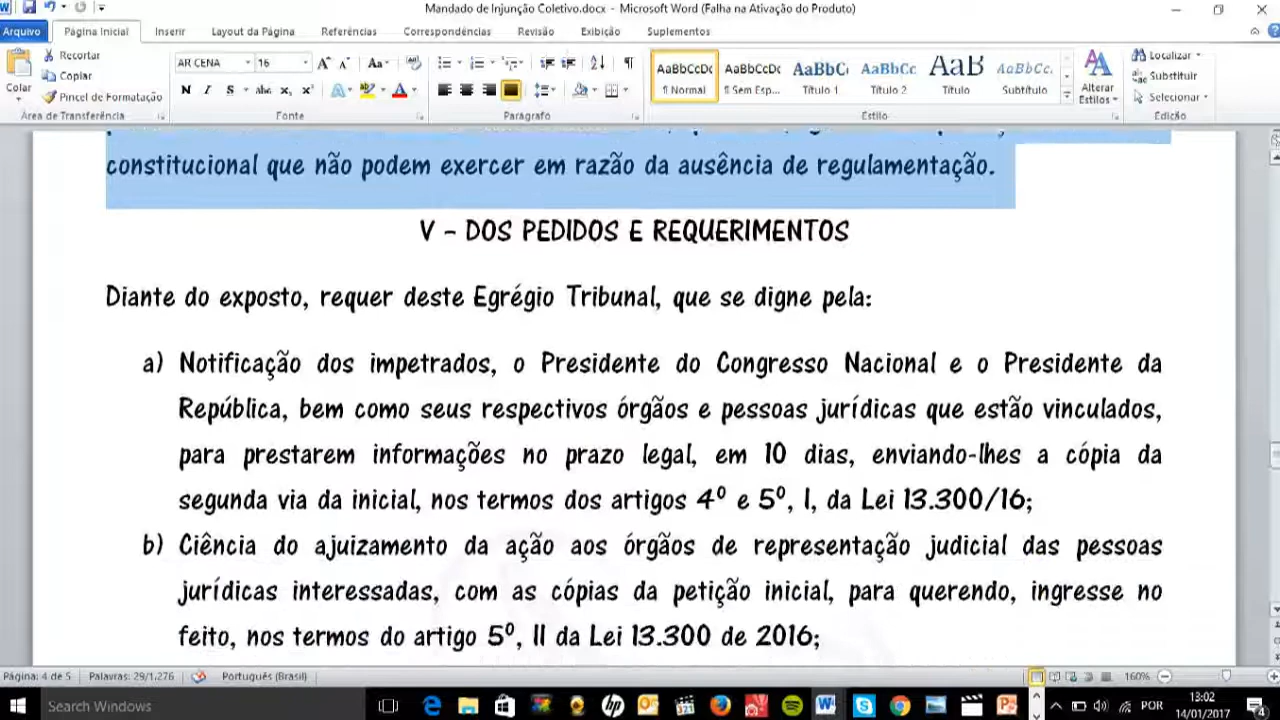 Mandado de Injunção Coletivo.docx - Microsoft Word (Falha na Ativação do Produto)
Arquivo Página Inicial Inserir Layout da Página Referências Correspondências Revisão Exibição Suplementos
Colar
Recortar
Copiar
Pincel de Formatação
Área de Transferência
AR CENA 16
N I S abc x₂ x²
Fonte
Parágrafo
AaBbCcDc AaBbCcDc AaBbC AaBbCc AaB AaBbCc.
¶ Normal ¶ Sem Esp... Título 1 Título 2 Título Subtítulo
Alterar Estilos
Estilo
Localizar
Substituir
Selecionar
Edição
constitucional que não podem exercer em razão da ausência de regulamentação.
V - DOS PEDIDOS E REQUERIMENTOS
Diante do exposto, requer deste Egrégio Tribunal, que se digne pela:
a) Notificação dos impetrados, o Presidente do Congresso Nacional e o Presidente da
República, bem como seus respectivos órgãos e pessoas jurídicas que estão vinculados,
para prestarem informações no prazo legal, em 10 dias, enviando-lhes a cópia da
segunda via da inicial, nos termos dos artigos 4º e 5º, I, da Lei 13.300/16;
b) Ciência do ajuizamento da ação aos órgãos de representação judicial das pessoas
jurídicas interessadas, com as cópias da petição inicial, para querendo, ingresse no
feito, nos termos do artigo 5º, II da Lei 13.300 de 2016;
Página: 4 de 5 Palavras: 29/1.276 Português (Brasil) 160%
Search Windows POR 13:02
14/01/2017